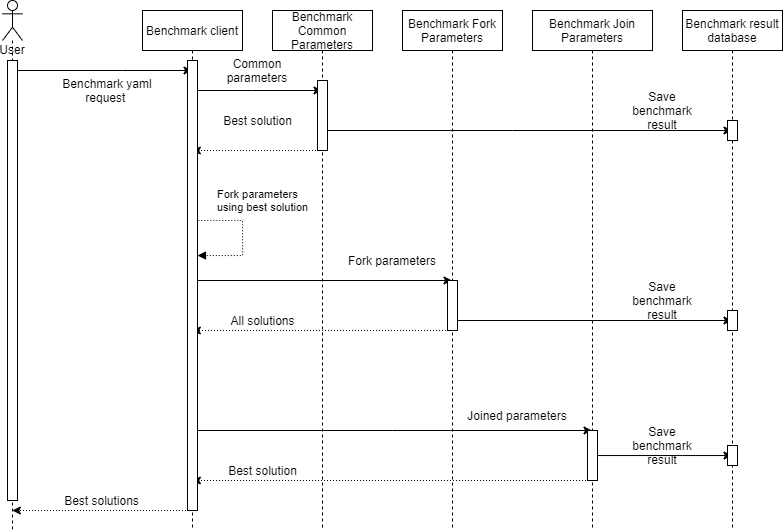 User
Benchmark client
Benchmark
Common
Parameters
Benchmark Fork
Parameters
Benchmark Join
Parameters
Benchmark result
database
Benchmark yaml
request
Common
parameters
Save
benchmark
result
Best solution
Fork parameters
using best solution
Fork parameters
Save
benchmark
result
All solutions
Joined parameters
Save
benchmark
result
Best solution
Best solutions